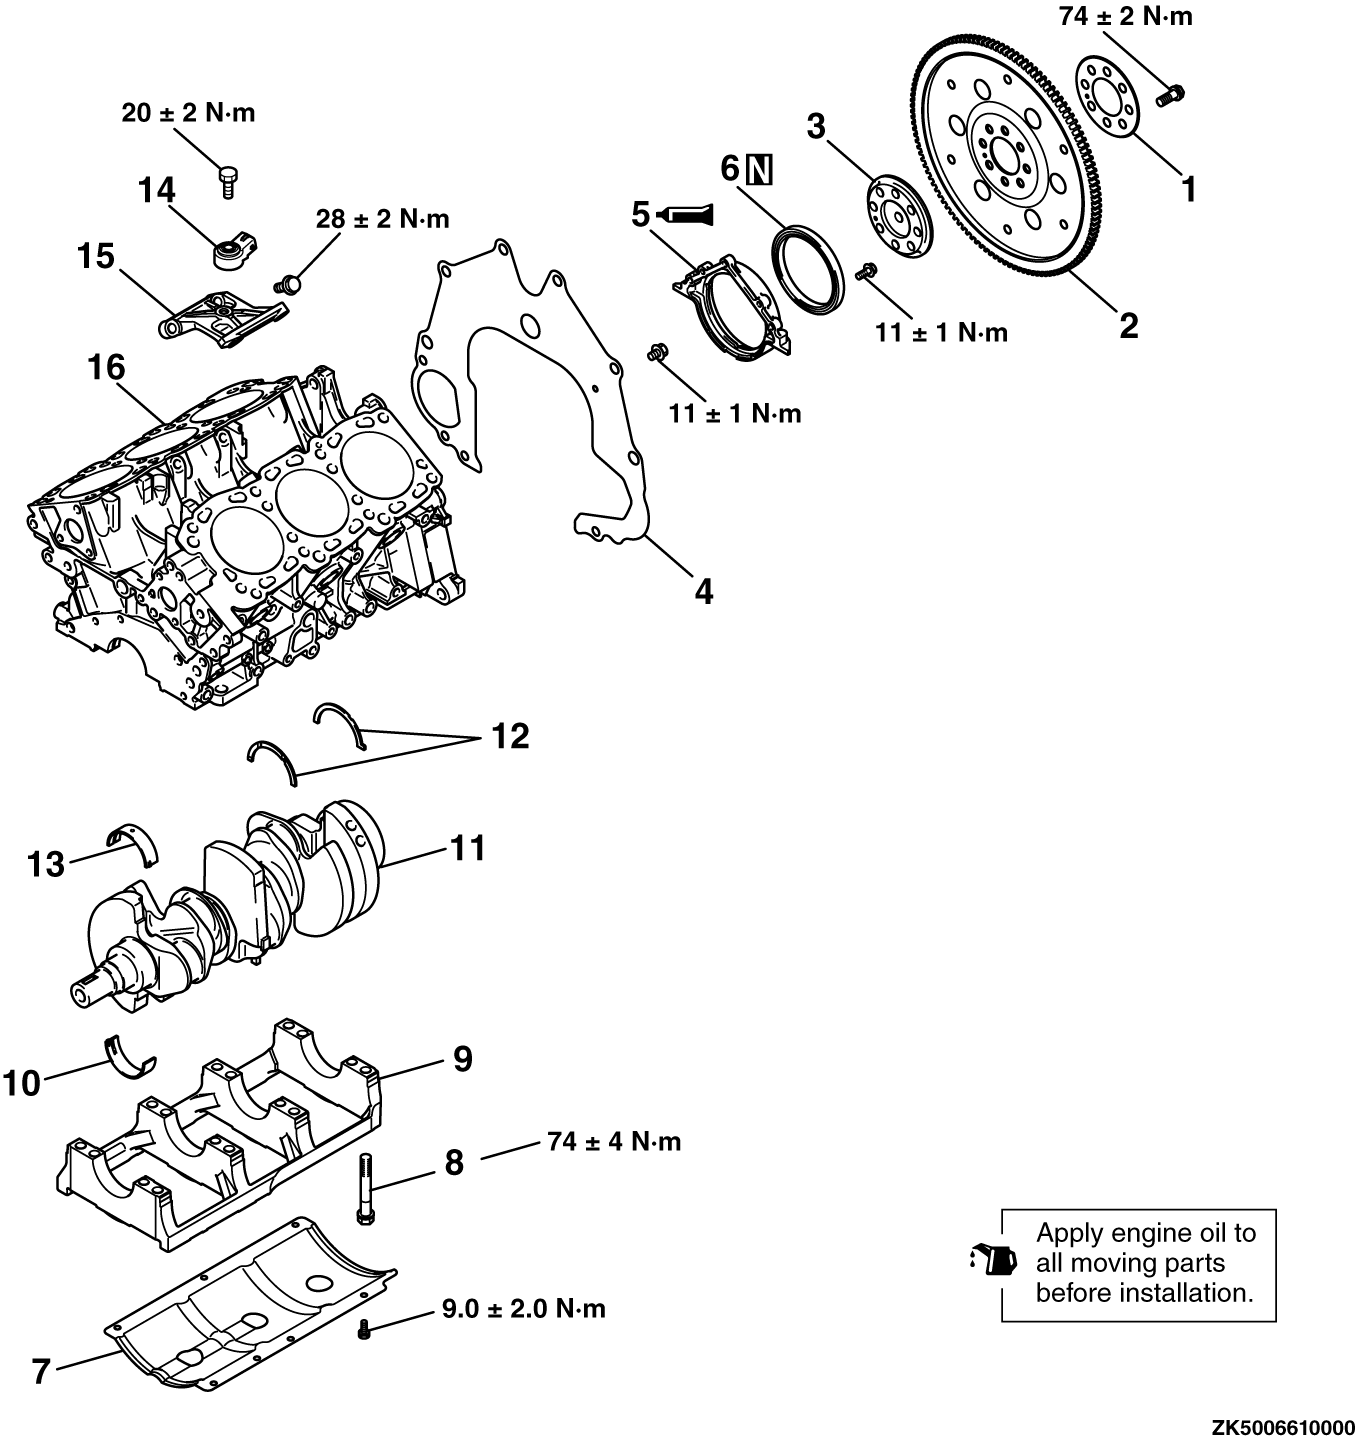 74 ± 2 N·m
20 ± 2 N·m
3
6 N
14
1
5
28 ± 2 N·m
15
2
11 ± 1 N·m
16
11 ± 1 N·m
4
12
11
13
9
10
74 ± 4 N·m
8
9.0 ± 2.0 N·m
7
Apply engine oil to
all moving parts
before installation.
ZK5006610000